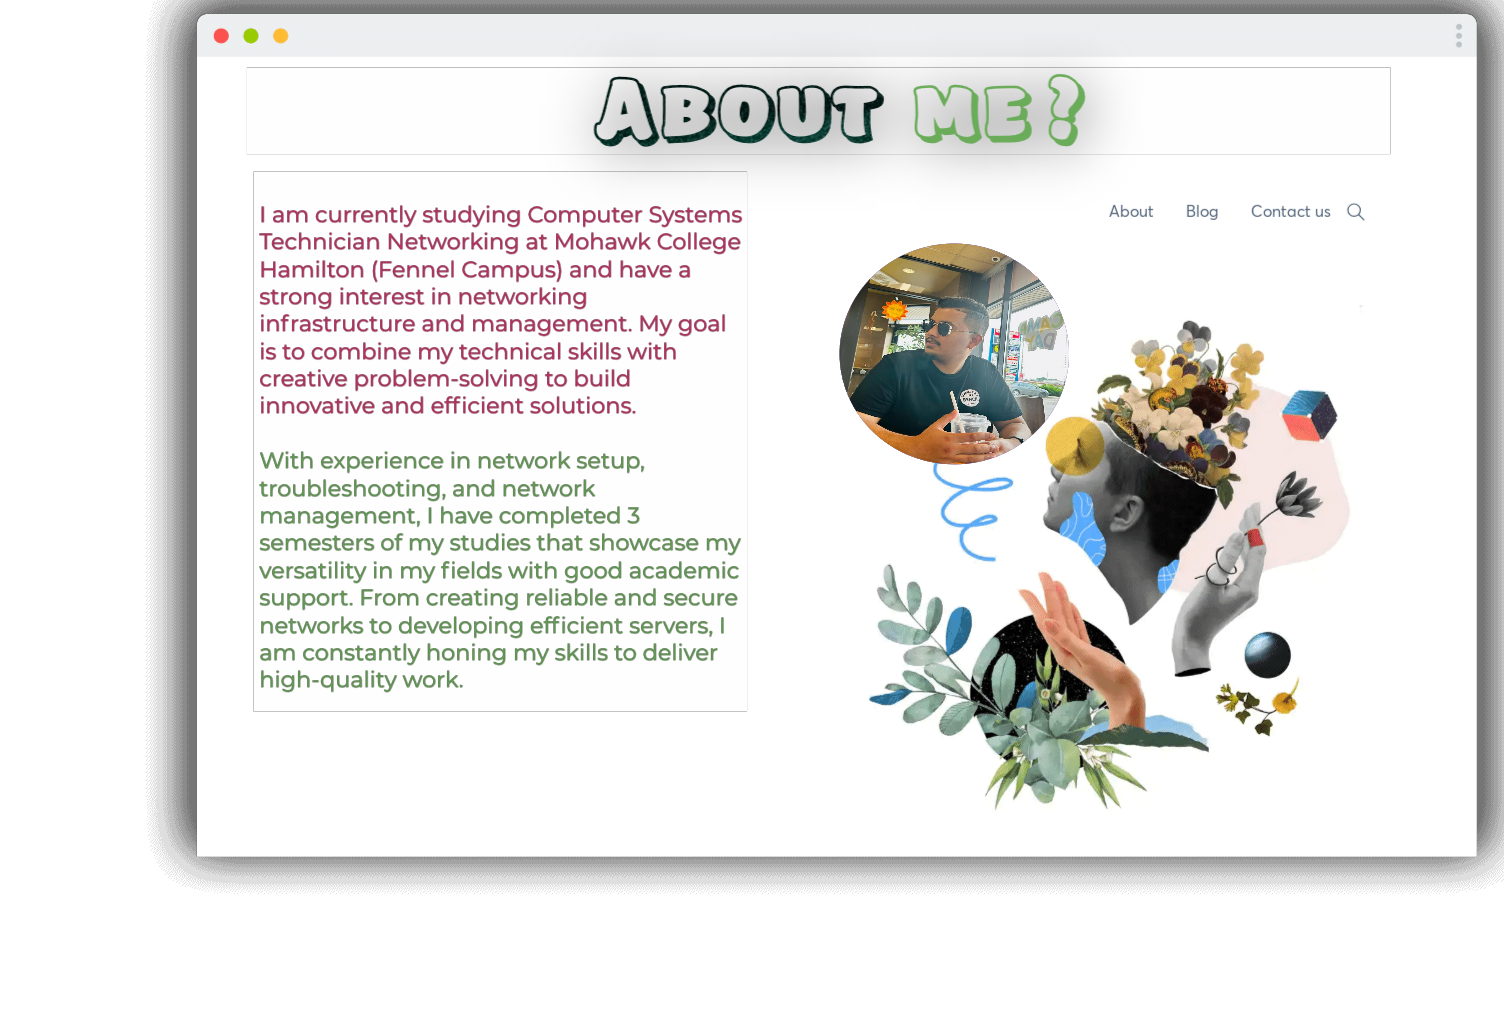 About me?
I am currently studying Computer Systems
Technician Networking at Mohawk College
Hamilton (Fennel Campus) and have a
strong interest in networking
infrastructure and management. My goal
is to combine my technical skills with
creative problem-solving to build
innovative and efficient solutions.
With experience in network setup,
troubleshooting, and network
management, I have completed 3
semesters of my studies that showcase my
versatility in my fields with good academic
support. From creating reliable and secure
networks to developing efficient servers, I
am constantly honing my skills to deliver
high-quality work.
About Blog Contact us
CAMP
DAY